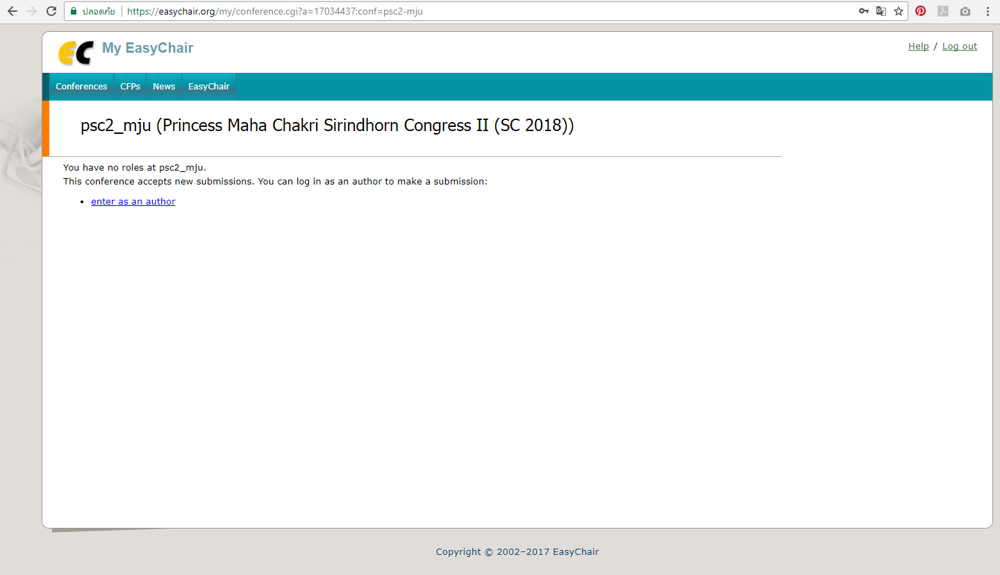 ปลอดภัย https://easychair.org/my/conference.cgi?a=17034437;conf=psc2-mju
EC My EasyChair
Help / Log out
Conferences CFPs News EasyChair
psc2_mju (Princess Maha Chakri Sirindhorn Congress II (SC 2018))
You have no roles at psc2_mju.
This conference accepts new submissions. You can log in as an author to make a submission:
• enter as an author
Copyright © 2002–2017 EasyChair